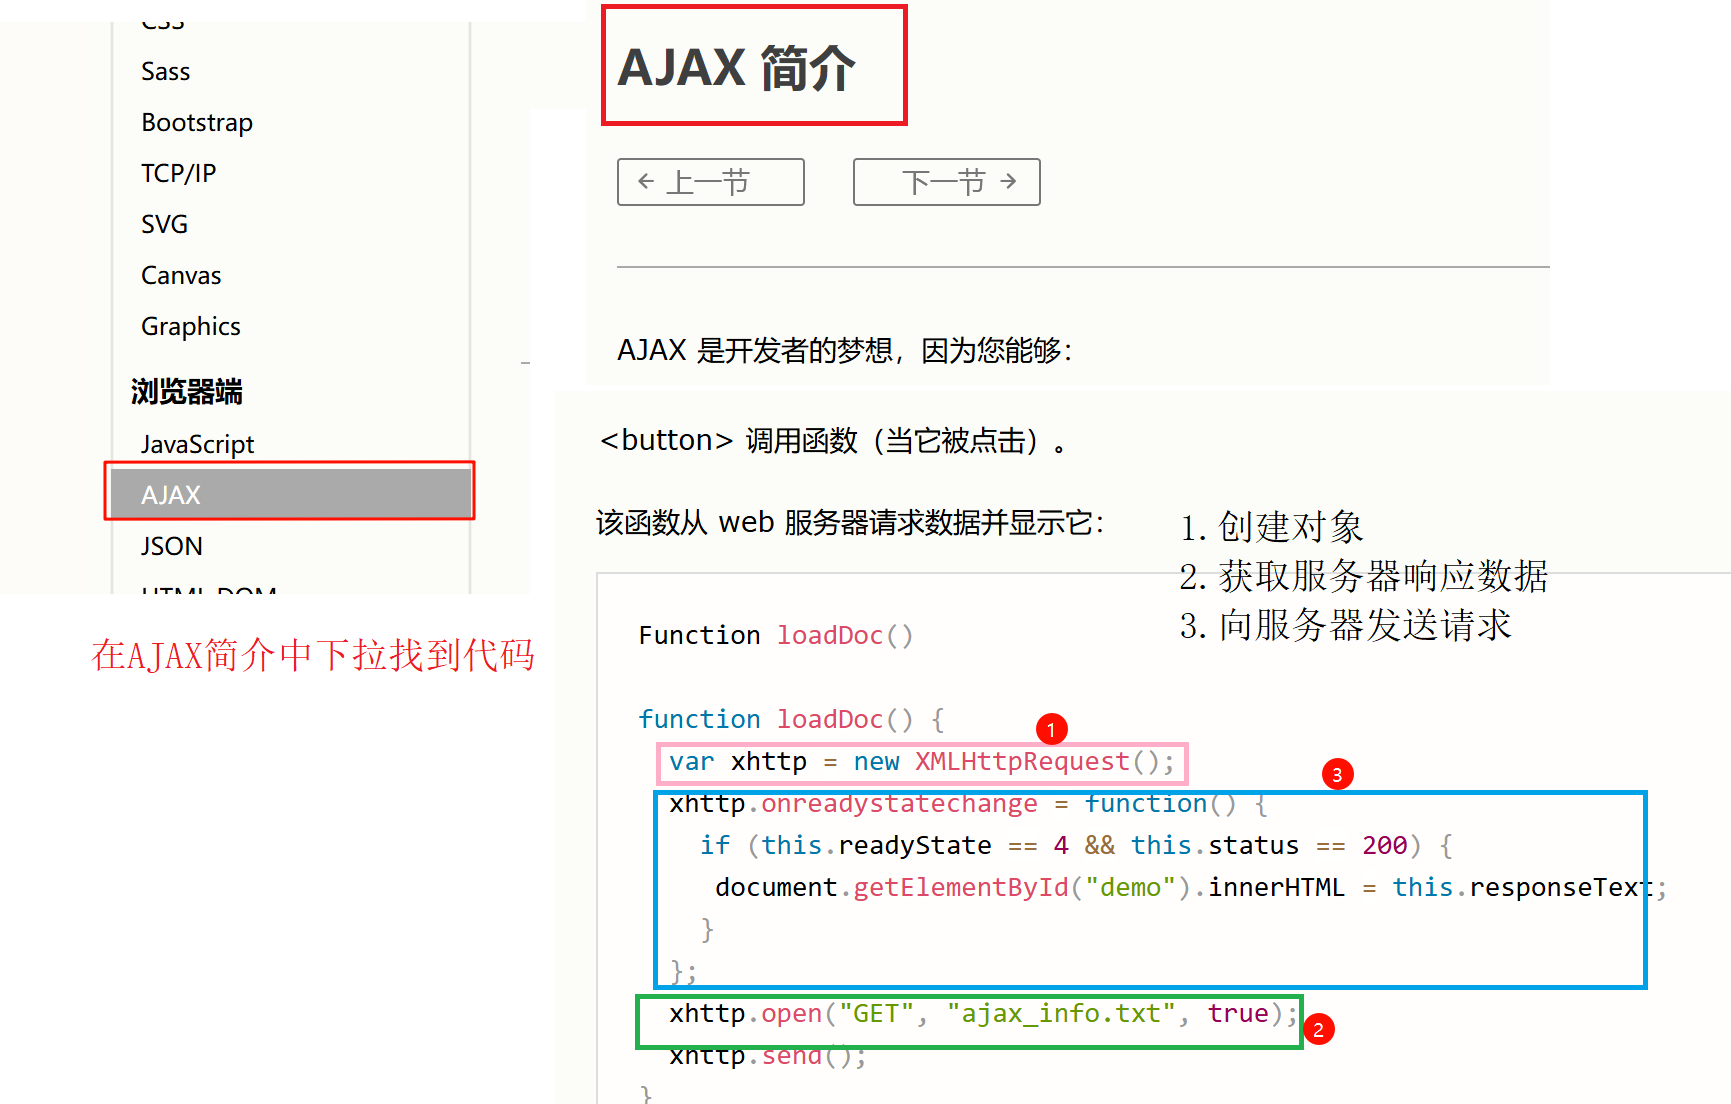 CSS
Sass
Bootstrap
TCP/IP
SVG
Canvas
Graphics
浏览器端
JavaScript
AJAX
JSON
HTML DOM
在AJAX简介中下拉找到代码
AJAX 简介
← 上一节
下一节 →
AJAX 是开发者的梦想，因为您能够：
<button> 调用函数（当它被点击）。
该函数从 web 服务器请求数据并显示它：
1. 创建对象
2. 获取服务器响应数据
3. 向服务器发送请求
Function loadDoc()
function loadDoc() {
1
var xhttp = new XMLHttpRequest();
3
xhttp.onreadystatechange = function() {
if (this.readyState == 4 && this.status == 200) {
document.getElementById("demo").innerHTML = this.responseText;
}
};
xhttp.open("GET", "ajax_info.txt", true);
2
xhttp.send();
}